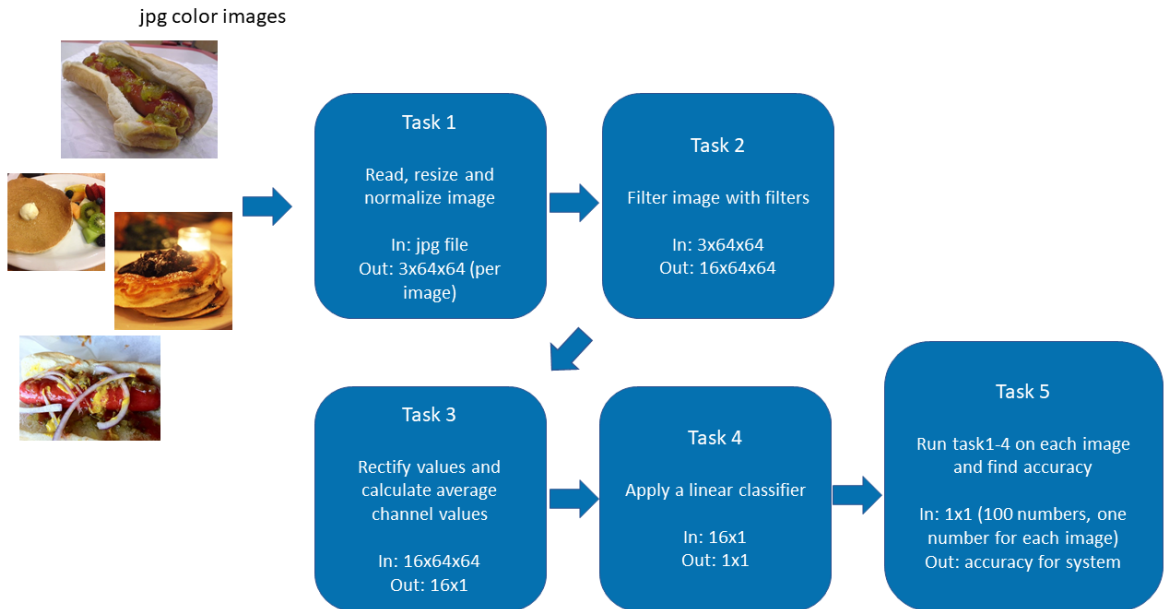 jpg color images
Task 1
Read, resize and
normalize image
In: jpg file
Out: 3x64x64 (per
image)
Task 2
Filter image with filters
In: 3x64x64
Out: 16x64x64
Task 3
Rectify values and
calculate average
channel values
In: 16x64x64
Out: 16x1
Task 4
Apply a linear classifier
In: 16x1
Out: 1x1
Task 5
Run task1-4 on each image
and find accuracy
In: 1x1 (100 numbers, one
number for each image)
Out: accuracy for system